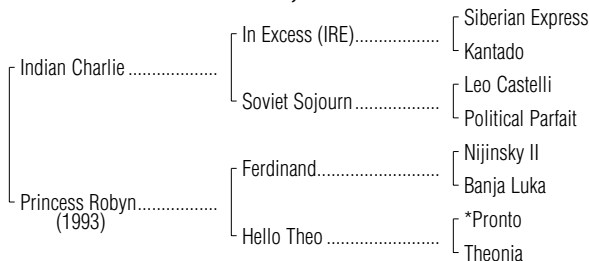 Siberian Express
In Excess (IRE)...................
Kantado
Indian Charlie ....................
Leo Castelli
Soviet Sojourn...................
Political Parfait
Nijinsky II
Ferdinand.........................
Banja Luka
Princess Robyn..................
(1993)
*Pronto
Hello Theo .........................
Theonia